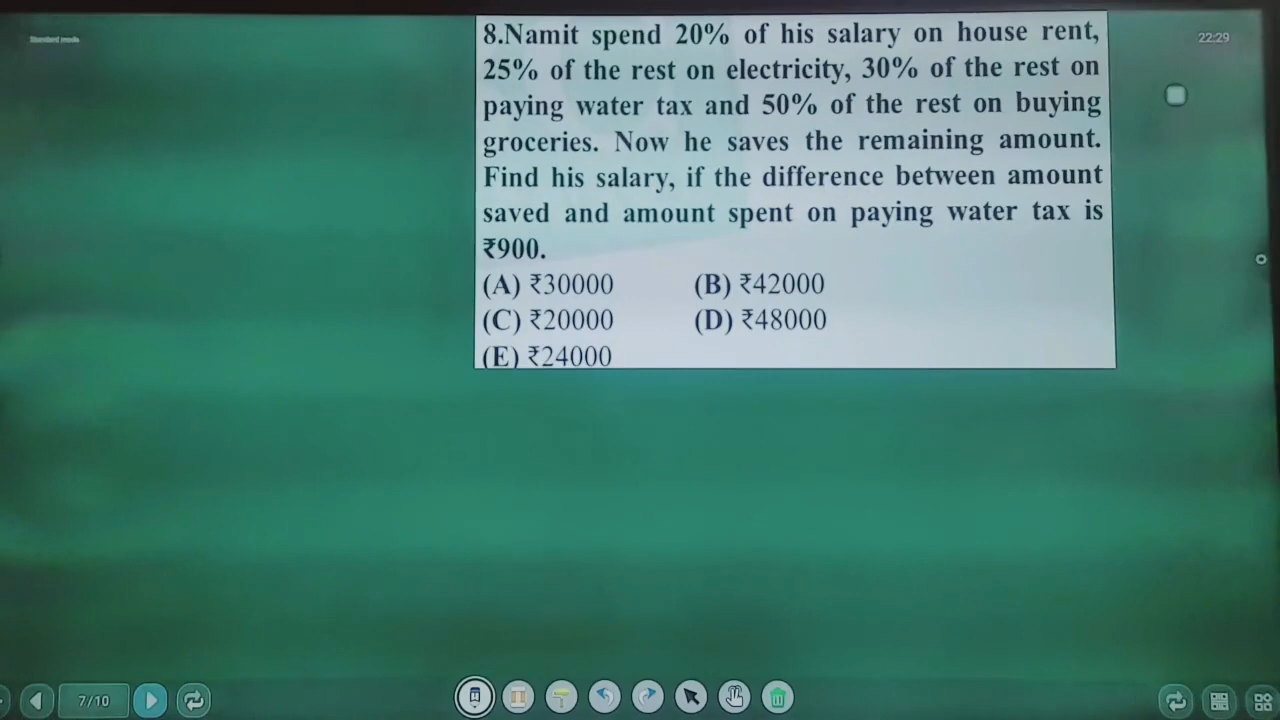 Standard mode
22:29
8.Namit spend 20% of his salary on house rent,
25% of the rest on electricity, 30% of the rest on
paying water tax and 50% of the rest on buying
groceries. Now he saves the remaining amount.
Find his salary, if the difference between amount
saved and amount spent on paying water tax is
₹900.
(A) ₹30000 (B) ₹42000
(C) ₹20000 (D) ₹48000
(E) ₹24000
7/10